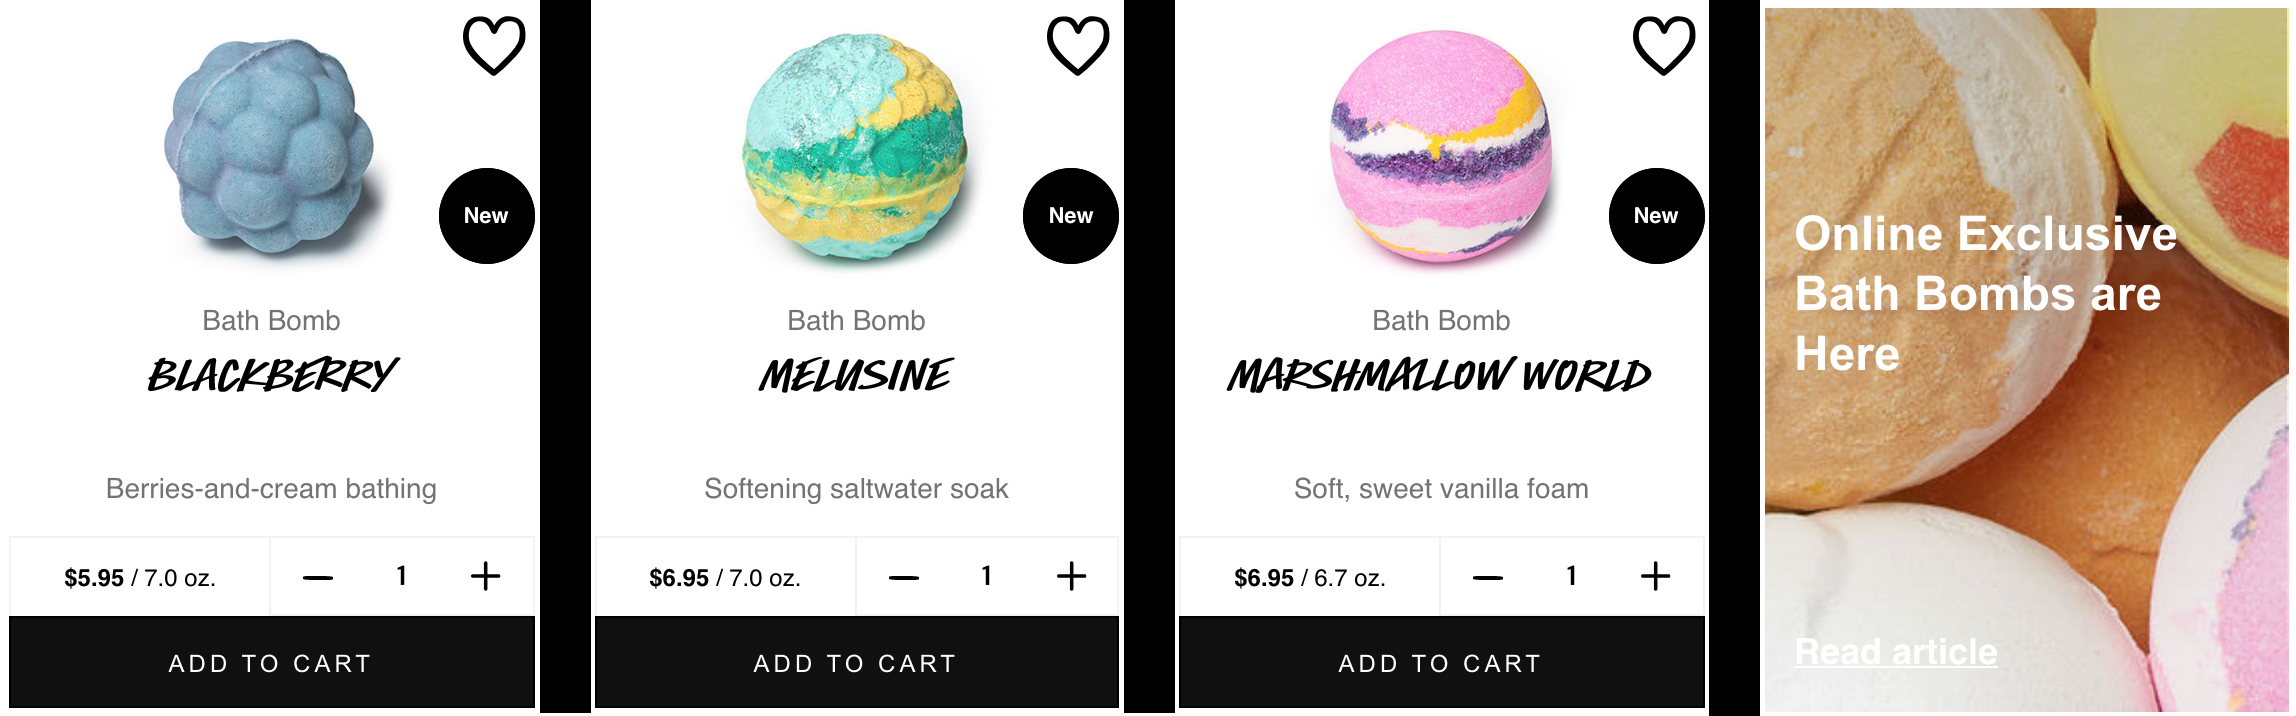 New
Bath Bomb
BLACKBERRY
Berries-and-cream bathing
$5.95 / 7.0 oz.
1
ADD TO CART
New
Bath Bomb
MELUSINE
Softening saltwater soak
$6.95 / 7.0 oz.
1
ADD TO CART
New
Bath Bomb
MARSHMALLOW WORLD
Soft, sweet vanilla foam
$6.95 / 6.7 oz.
1
ADD TO CART
Online Exclusive
Bath Bombs are
Here
Read article